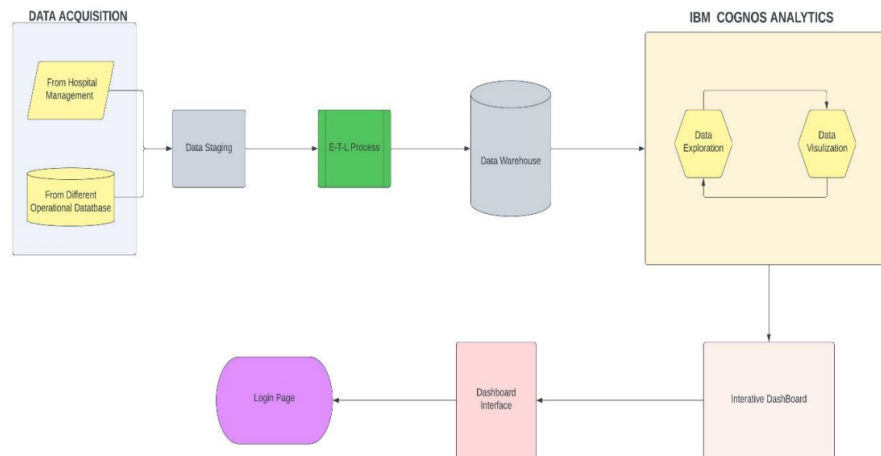 DATA ACQUISITION
IBM COGNOS ANALYTICS
From Hospital
Management
From Different
Operational Datatbase
Data Staging
E-T-L Process
Data Warehouse
Data
Exploration
Data
Visulization
Login Page
Dashboard
Interface
Interative DashBoard